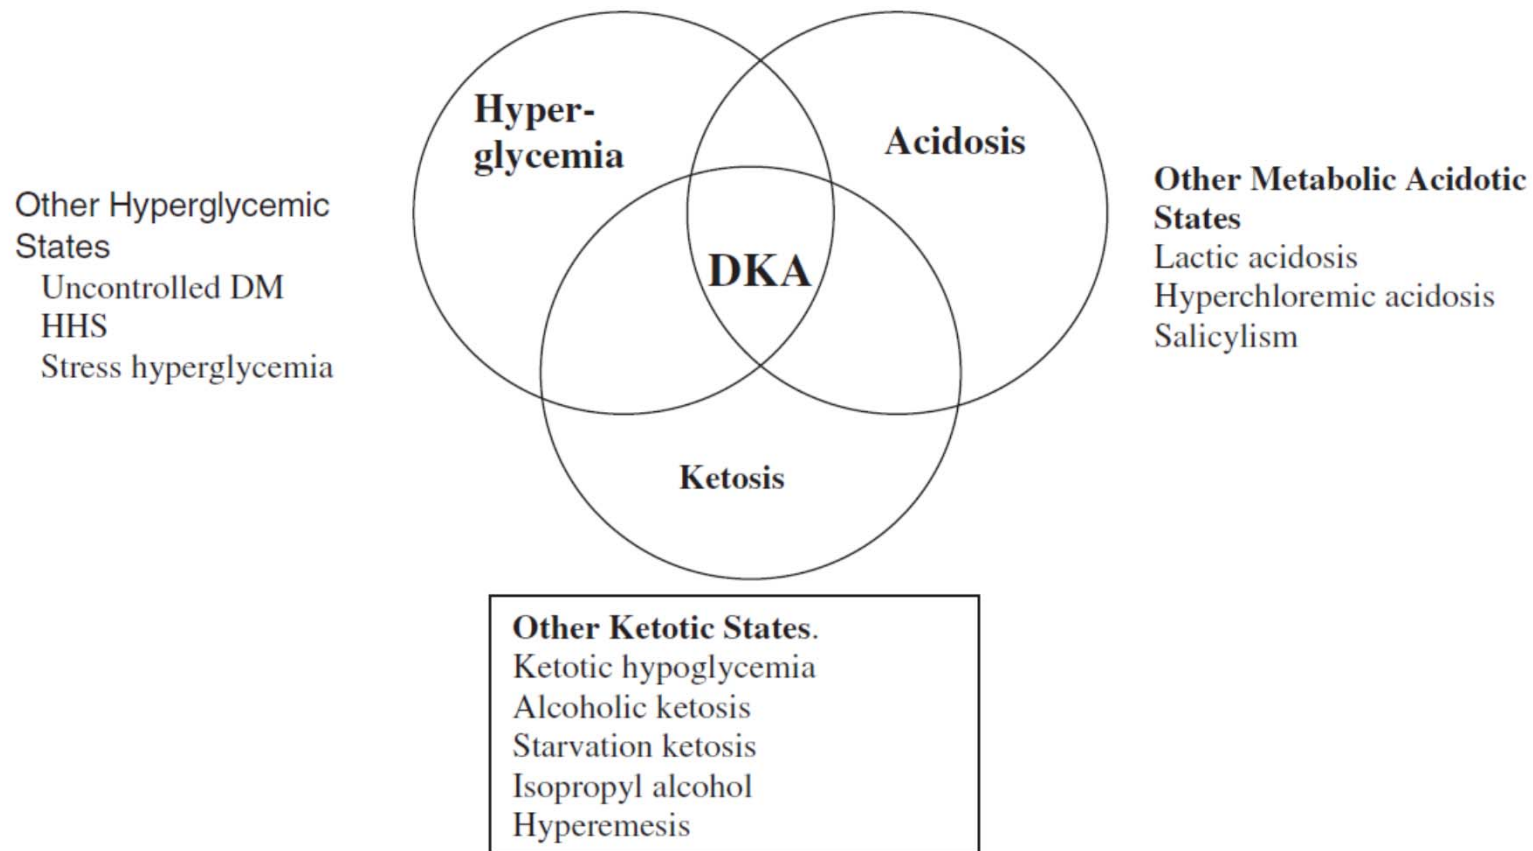 Hyper-
glycemia
Acidosis
DKA
Ketosis
Other Hyperglycemic
States
Uncontrolled DM
HHS
Stress hyperglycemia
Other Metabolic Acidotic
States
Lactic acidosis
Hyperchloremic acidosis
Salicylism
Other Ketotic States.
Ketotic hypoglycemia
Alcoholic ketosis
Starvation ketosis
Isopropyl alcohol
Hyperemesis